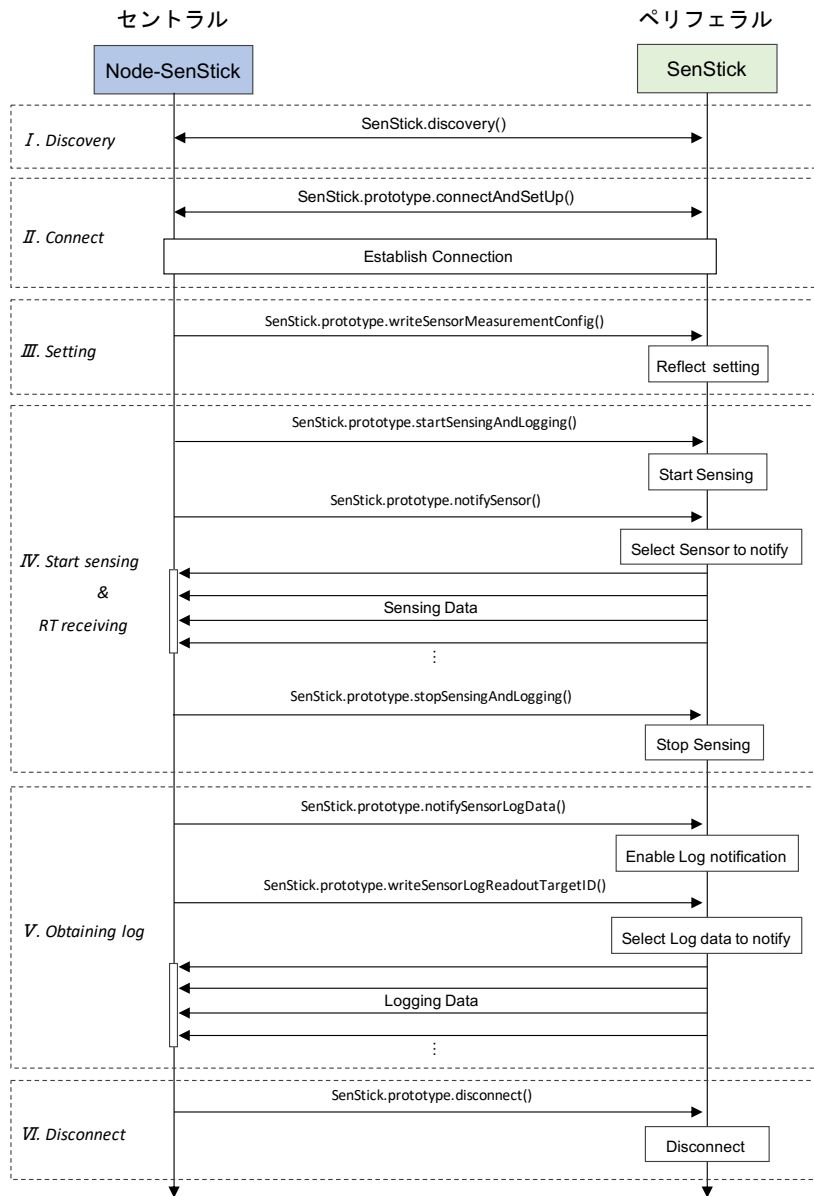 セントラル
ペリフェラル
Node-SenStick
SenStick
Ⅰ. Discovery
SenStick.discovery()
Ⅱ. Connect
SenStick.prototype.connectAndSetUp()
Establish Connection
Ⅲ. Setting
SenStick.prototype.writeSensorMeasurementConfig()
Reflect setting
Ⅳ. Start sensing
&
RT receiving
SenStick.prototype.startSensingAndLogging()
Start Sensing
SenStick.prototype.notifySensor()
Select Sensor to notify
Sensing Data
⋮
SenStick.prototype.stopSensingAndLogging()
Stop Sensing
Ⅴ. Obtaining log
SenStick.prototype.notifySensorLogData()
Enable Log notification
SenStick.prototype.writeSensorLogReadoutTargetID()
Select Log data to notify
Logging Data
⋮
Ⅵ. Disconnect
SenStick.prototype.disconnect()
Disconnect